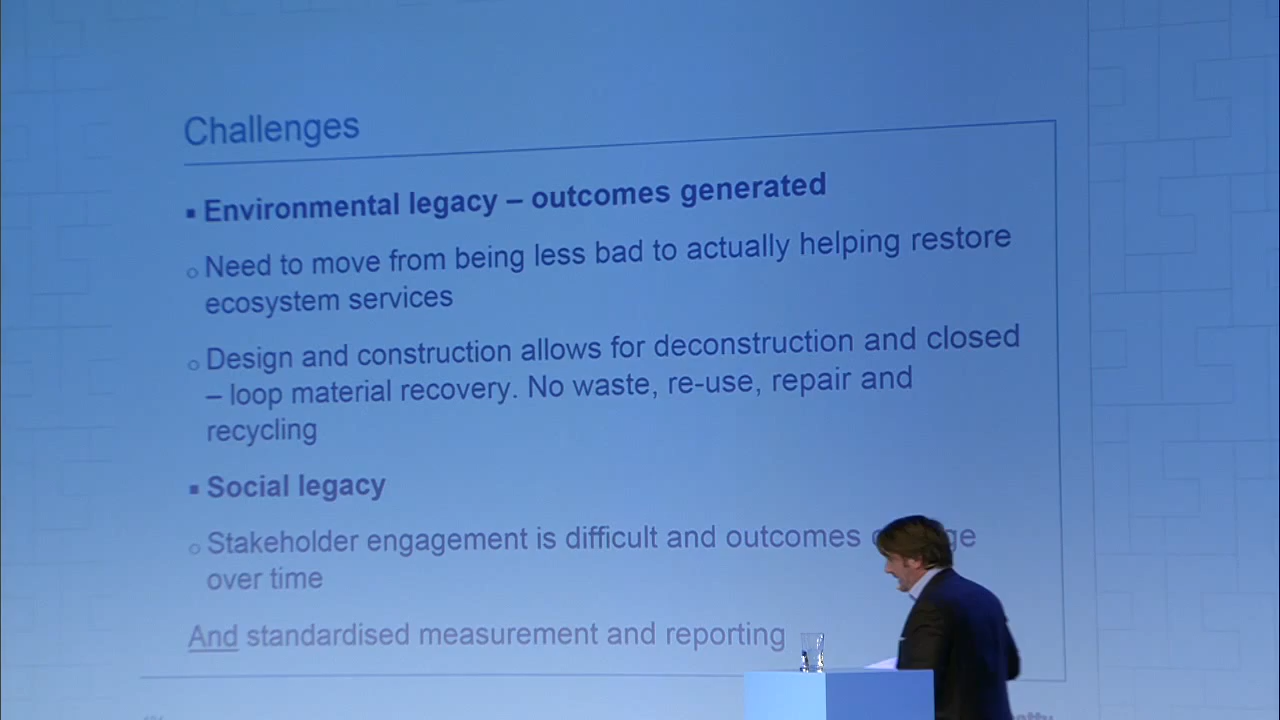 Challenges
▪ Environmental legacy – outcomes generated
o Need to move from being less bad to actually helping restore
ecosystem services
o Design and construction allows for deconstruction and closed
– loop material recovery. No waste, re-use, repair and
recycling
▪ Social legacy
o Stakeholder engagement is difficult and outcomes
over time
And standardised measurement and reporting